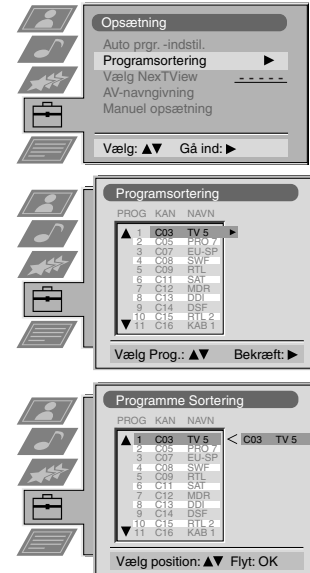 Opsætning
Auto prgr. -indstil.
Programsortering
Vælg NexTView - - - - -
AV-navngivning
Manuel opsætning
Vælg: ▲▼ Gå ind: ▶
Programsortering
PROG KAN NAVN
1 C03 TV 5
2 C05 PRO 7
3 C07 EU-SP
4 C08 SWF
5 C09 RTL
6 C11 SAT
7 C12 MDR
8 C13 DDI
9 C14 DSF
10 C15 RTL 2
11 C16 KAB 1
Vælg Prog.: ▲▼ Bekræft: ▶
Programme Sortering
PROG KAN NAVN
1 C03 TV 5 < C03 TV 5
2 C05 PRO7
3 C07 EU-SP
4 C08 SWF
5 C09 RTL
6 C11 SAT
7 C12 MDR
8 C13 DDI
9 C14 DSF
10 C15 RTL 2
11 C16 KAB 1
Vælg position: ▲▼ Flyt: OK